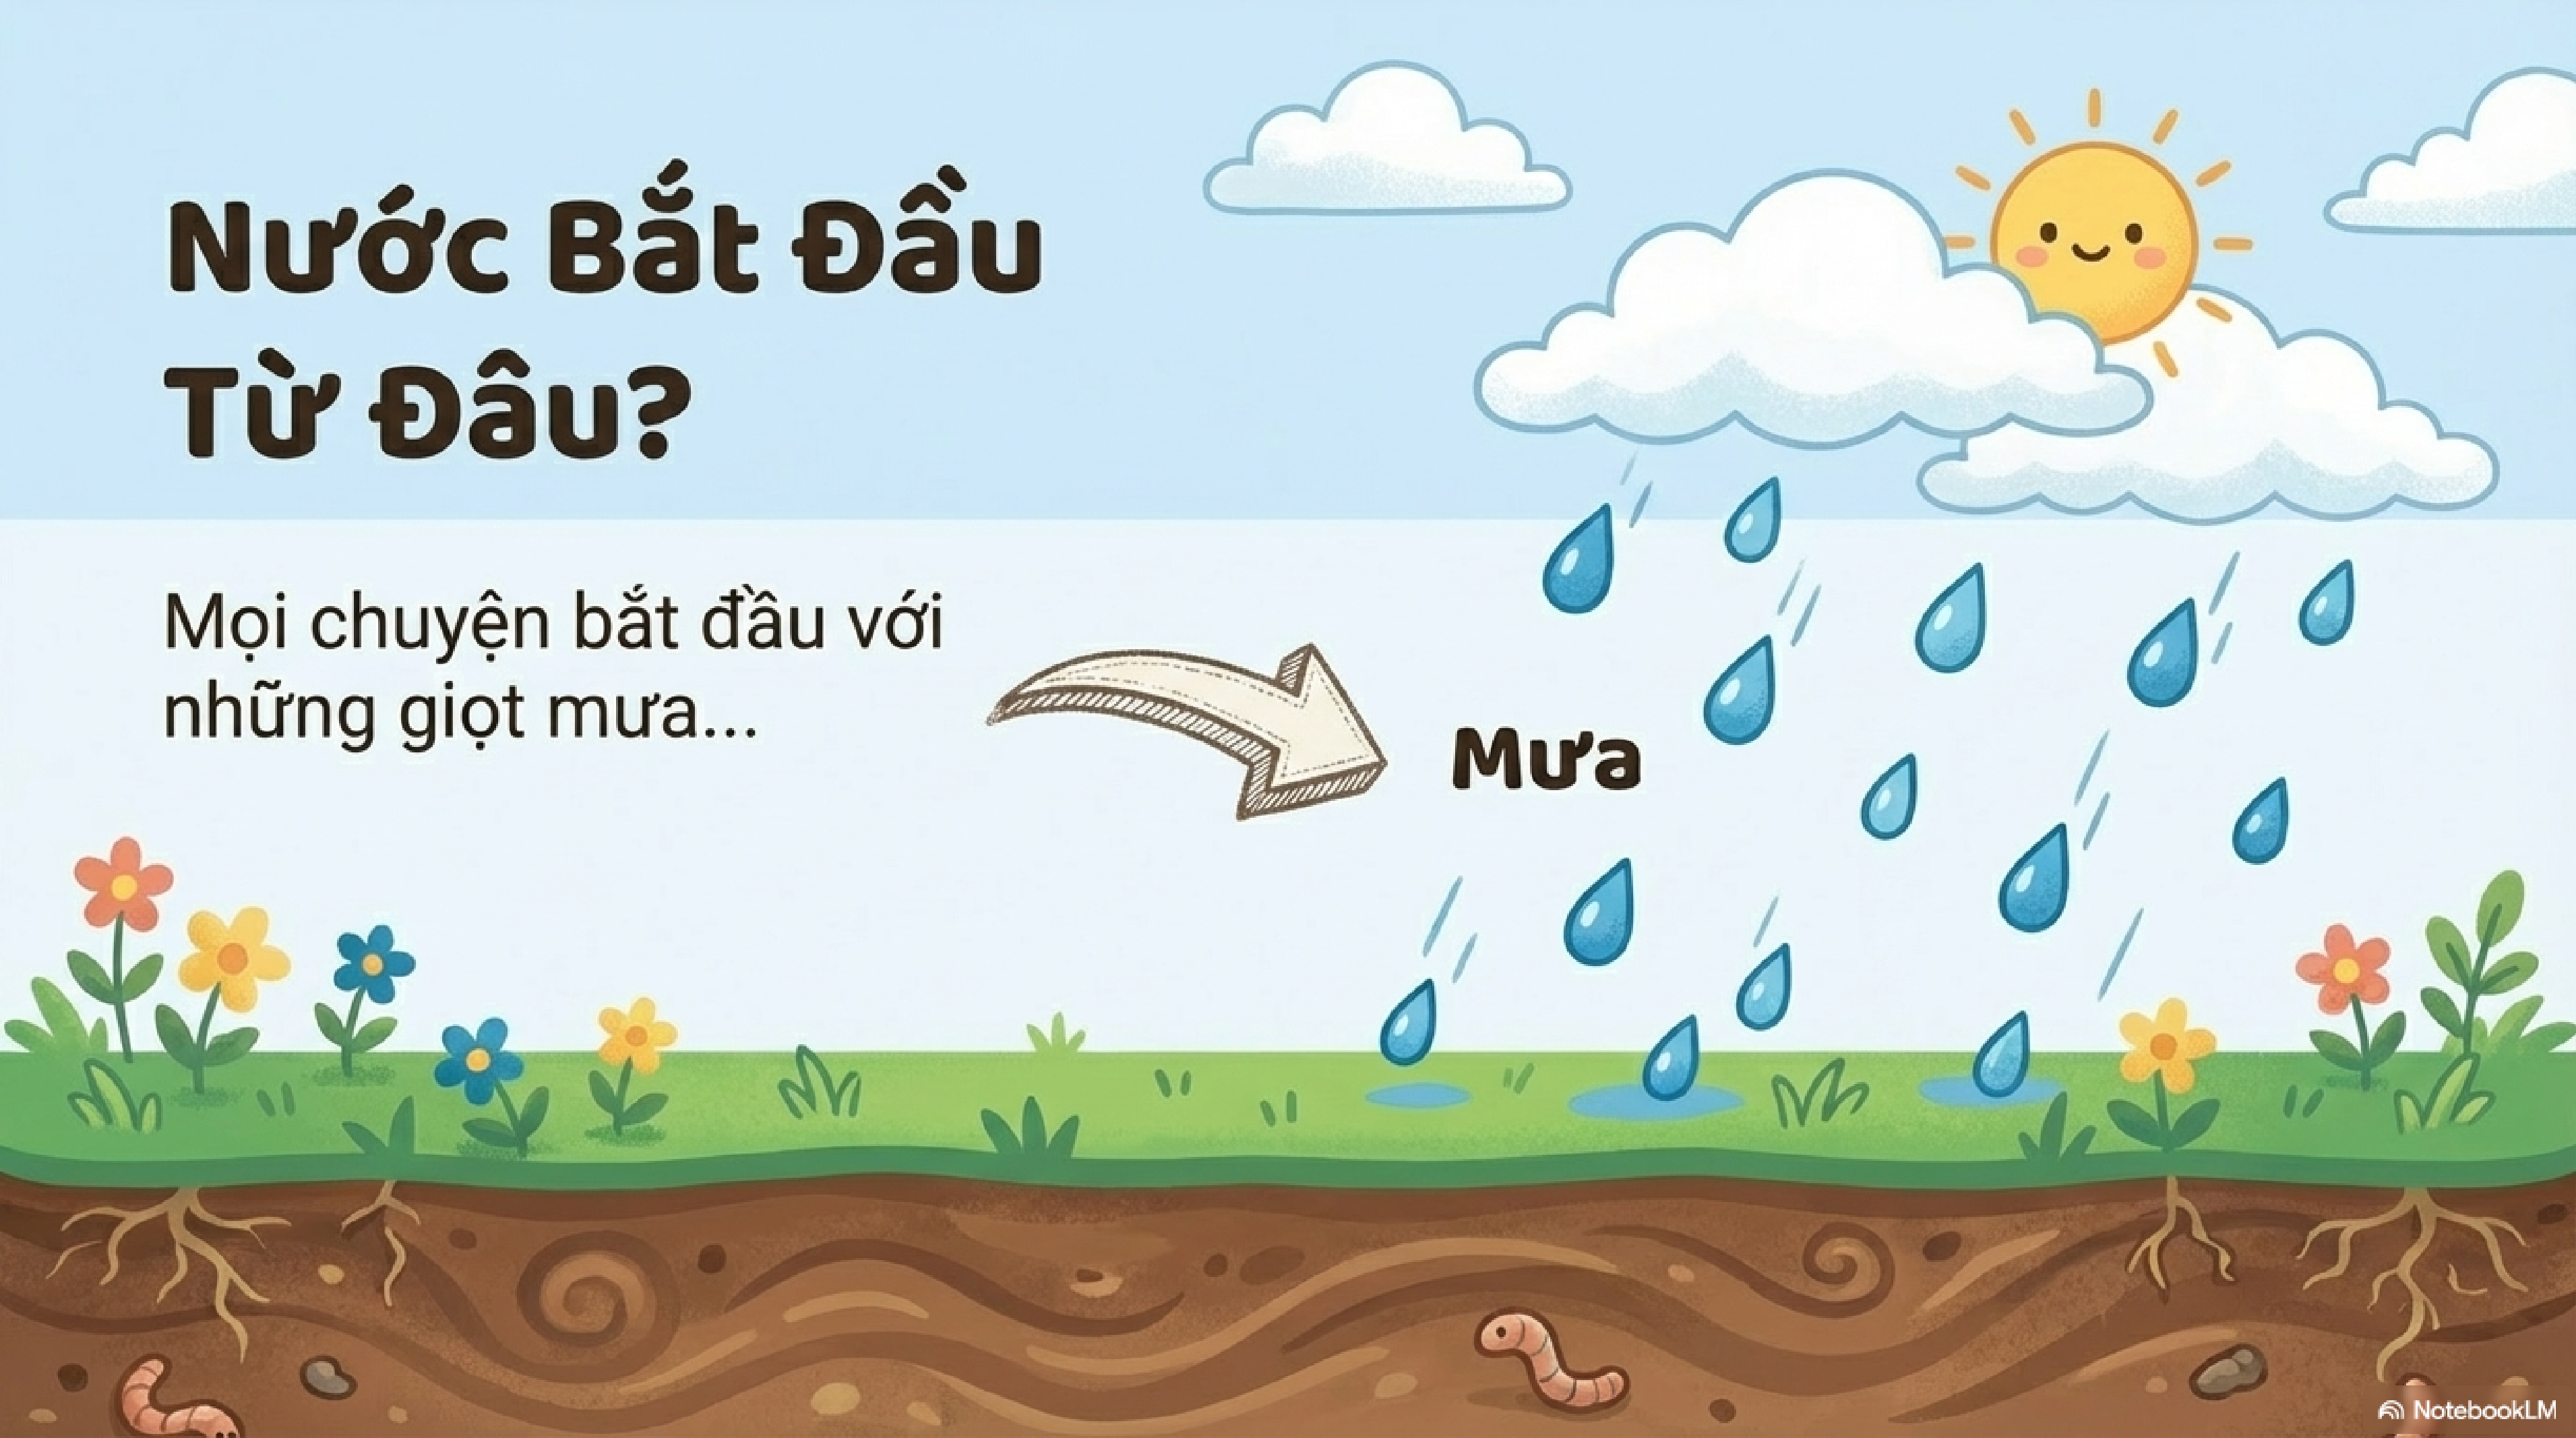 Nước Bắt Đầu
Từ Đâu?
Mọi chuyện bắt đầu với
những giọt mưa...
Mưa
NotebookLM